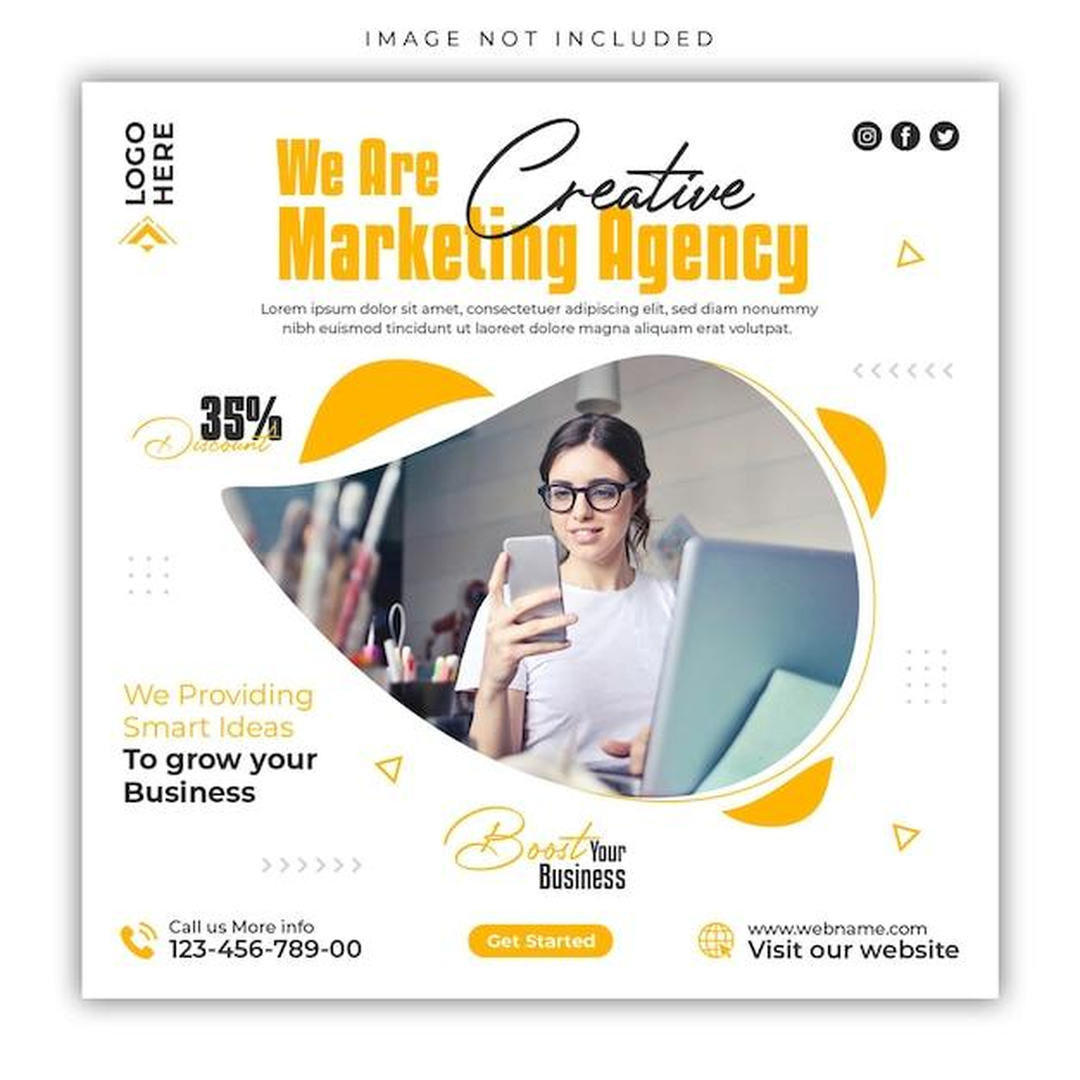 IMAGE NOT INCLUDED
LOGO
HERE
We Are Creative
Marketing Agency
Lorem ipsum dolor sit amet, consectetuer adipiscing elit, sed diam nonummy
nibh euismod tincidunt ut laoreet dolore magna aliquam erat volutpat.
35%
Discount
We Providing
Smart Ideas
To grow your
Business
Boost Your
Business
Call us More info
123-456-789-00
Get Started
www.webname.com
Visit our website